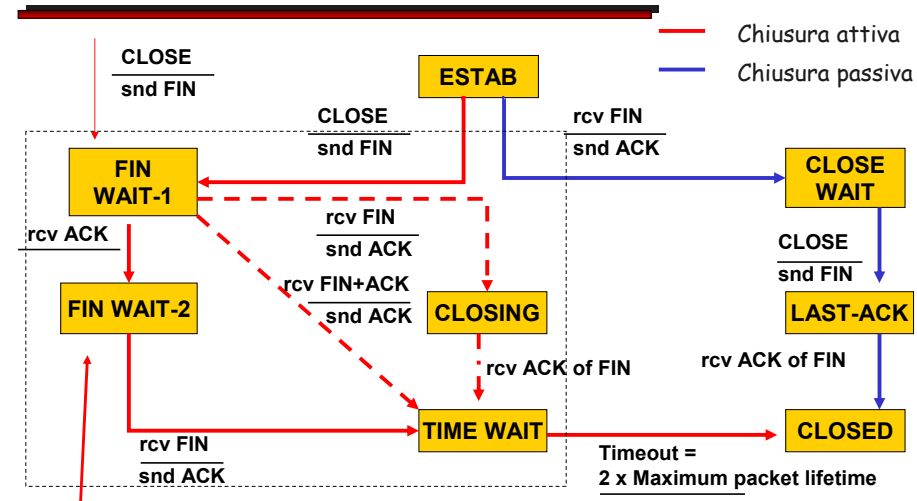 Chiusura attiva
Chiusura passiva
CLOSE
snd FIN
ESTAB
CLOSE
snd FIN
rcv FIN
snd ACK
FIN
WAIT-1
CLOSE
WAIT
rcv ACK
rcv FIN
snd ACK
CLOSE
snd FIN
rcv FIN+ACK
snd ACK
FIN WAIT-2
CLOSING
LAST-ACK
rcv ACK of FIN
rcv ACK of FIN
TIME WAIT
CLOSED
rcv FIN
snd ACK
Timeout =
2 x Maximum packet lifetime